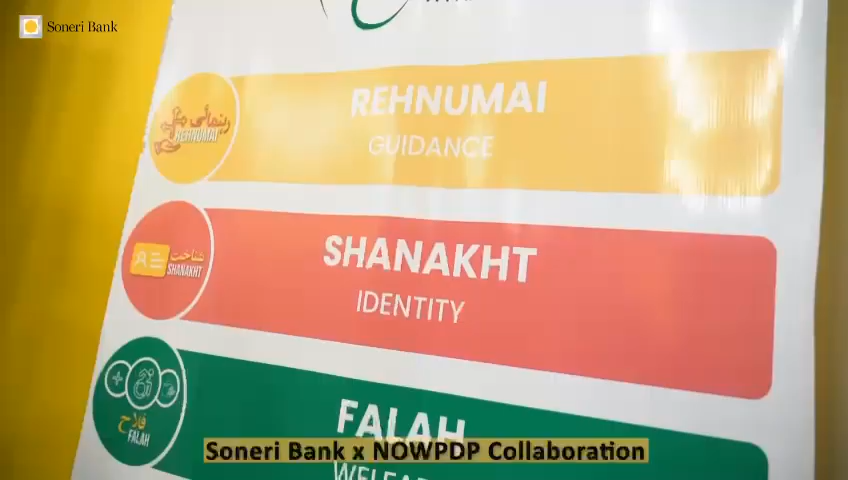 Soneri Bank
REHNUMAI
GUIDANCE
رہنمائی
REHNUMAI
SHANAKHT
IDENTITY
شناخت
SHANAKHT
FALAH
فلاح
FALAH
Soneri Bank x NOWPDP Collaboration